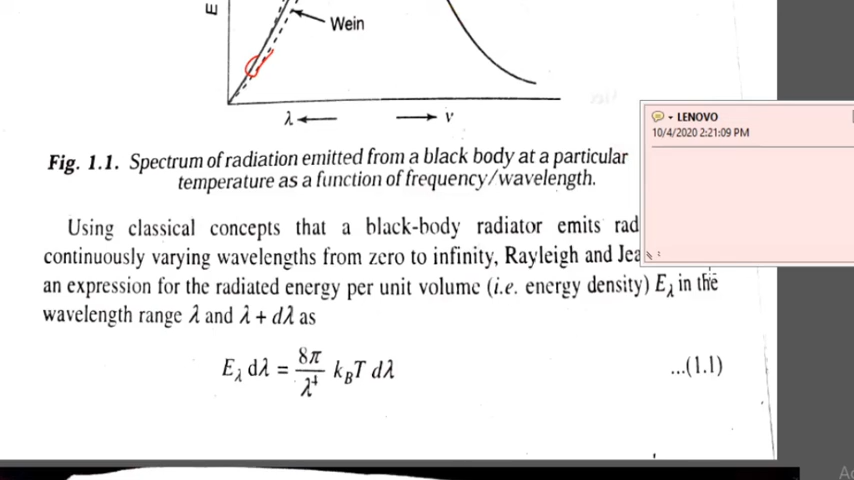 E
Wein
λ ← → ν
LENOVO
10/4/2020 2:21:09 PM
Fig. 1.1. Spectrum of radiation emitted from a black body at a particular
temperature as a function of frequency/wavelength.
Using classical concepts that a black-body radiator emits rad
continuously varying wavelengths from zero to infinity, Rayleigh and Jea
an expression for the radiated energy per unit volume (i.e. energy density) E_λ in the
wavelength range λ and λ + dλ as
E_λ dλ = 8π/λ⁴ k_B T dλ ...(1.1)